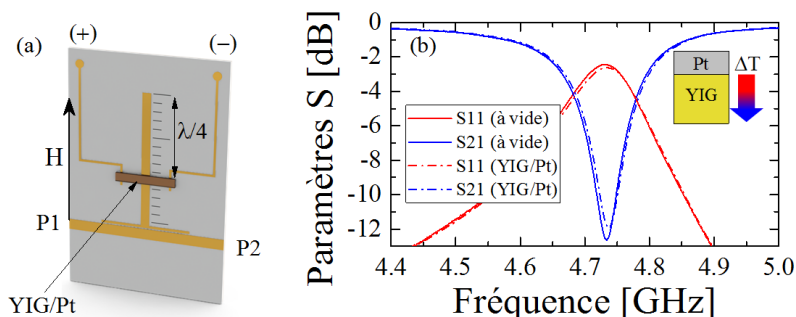 (a)
(+)
(−)
H
λ/4
P1
P2
YIG/Pt
(b)
Paramètres S [dB]
0
-2
-4
-6
-8
-10
-12
S11 (à vide)
S21 (à vide)
S11 (YIG/Pt)
S21 (YIG/Pt)
Pt
ΔT
YIG
4.4 4.5 4.6 4.7 4.8 4.9 5.0
Fréquence [GHz]